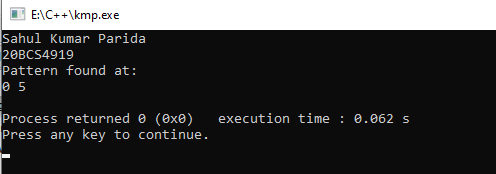 E:\C++\kmp.exe
Sahul Kumar Parida
20BCS4919
Pattern found at:
0 5
Process returned 0 (0x0)   execution time : 0.062 s
Press any key to continue.